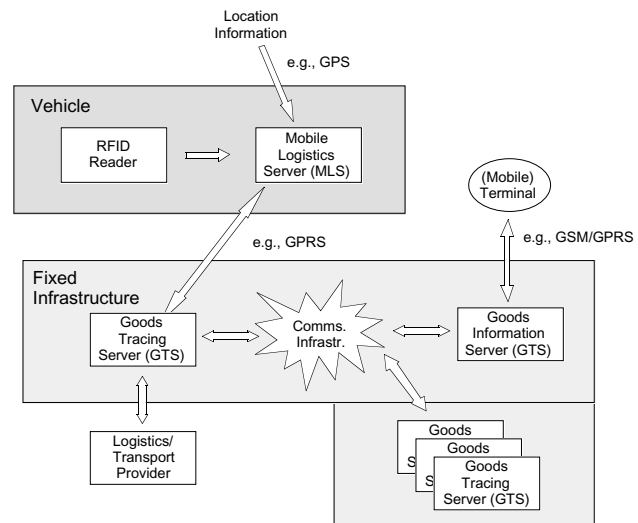 Location
Information
e.g., GPS
Vehicle
RFID
Reader
Mobile
Logistics
Server (MLS)
(Mobile)
Terminal
e.g., GPRS
e.g., GSM/GPRS
Fixed
Infrastructure
Goods
Tracing
Server (GTS)
Comms.
Infrastr.
Goods
Information
Server (GTS)
Logistics/
Transport
Provider
Goods
S
Goods
S
Goods
Tracing
Server (GTS)